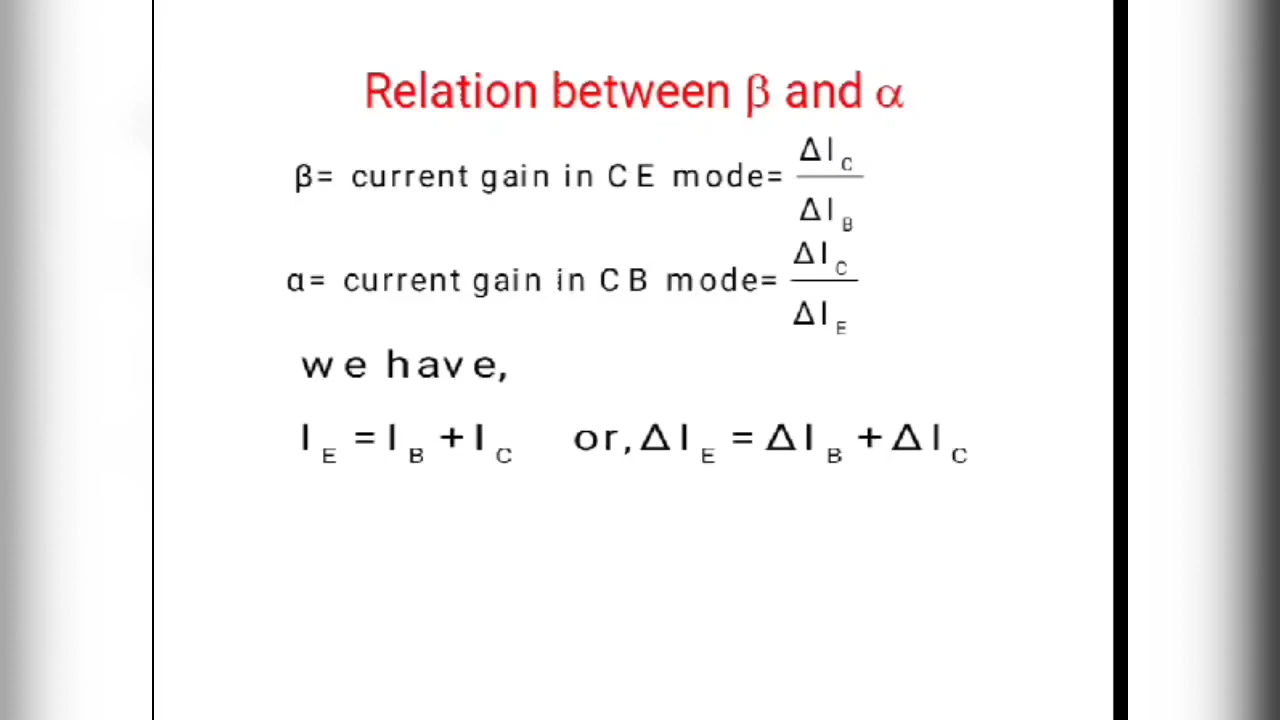 Relation between β and α
β= current gain in CE mode= ΔI_C / ΔI_B
α= current gain in CB mode= ΔI_C / ΔI_E
we have,
I_E = I_B + I_C or, ΔI_E = ΔI_B + ΔI_C